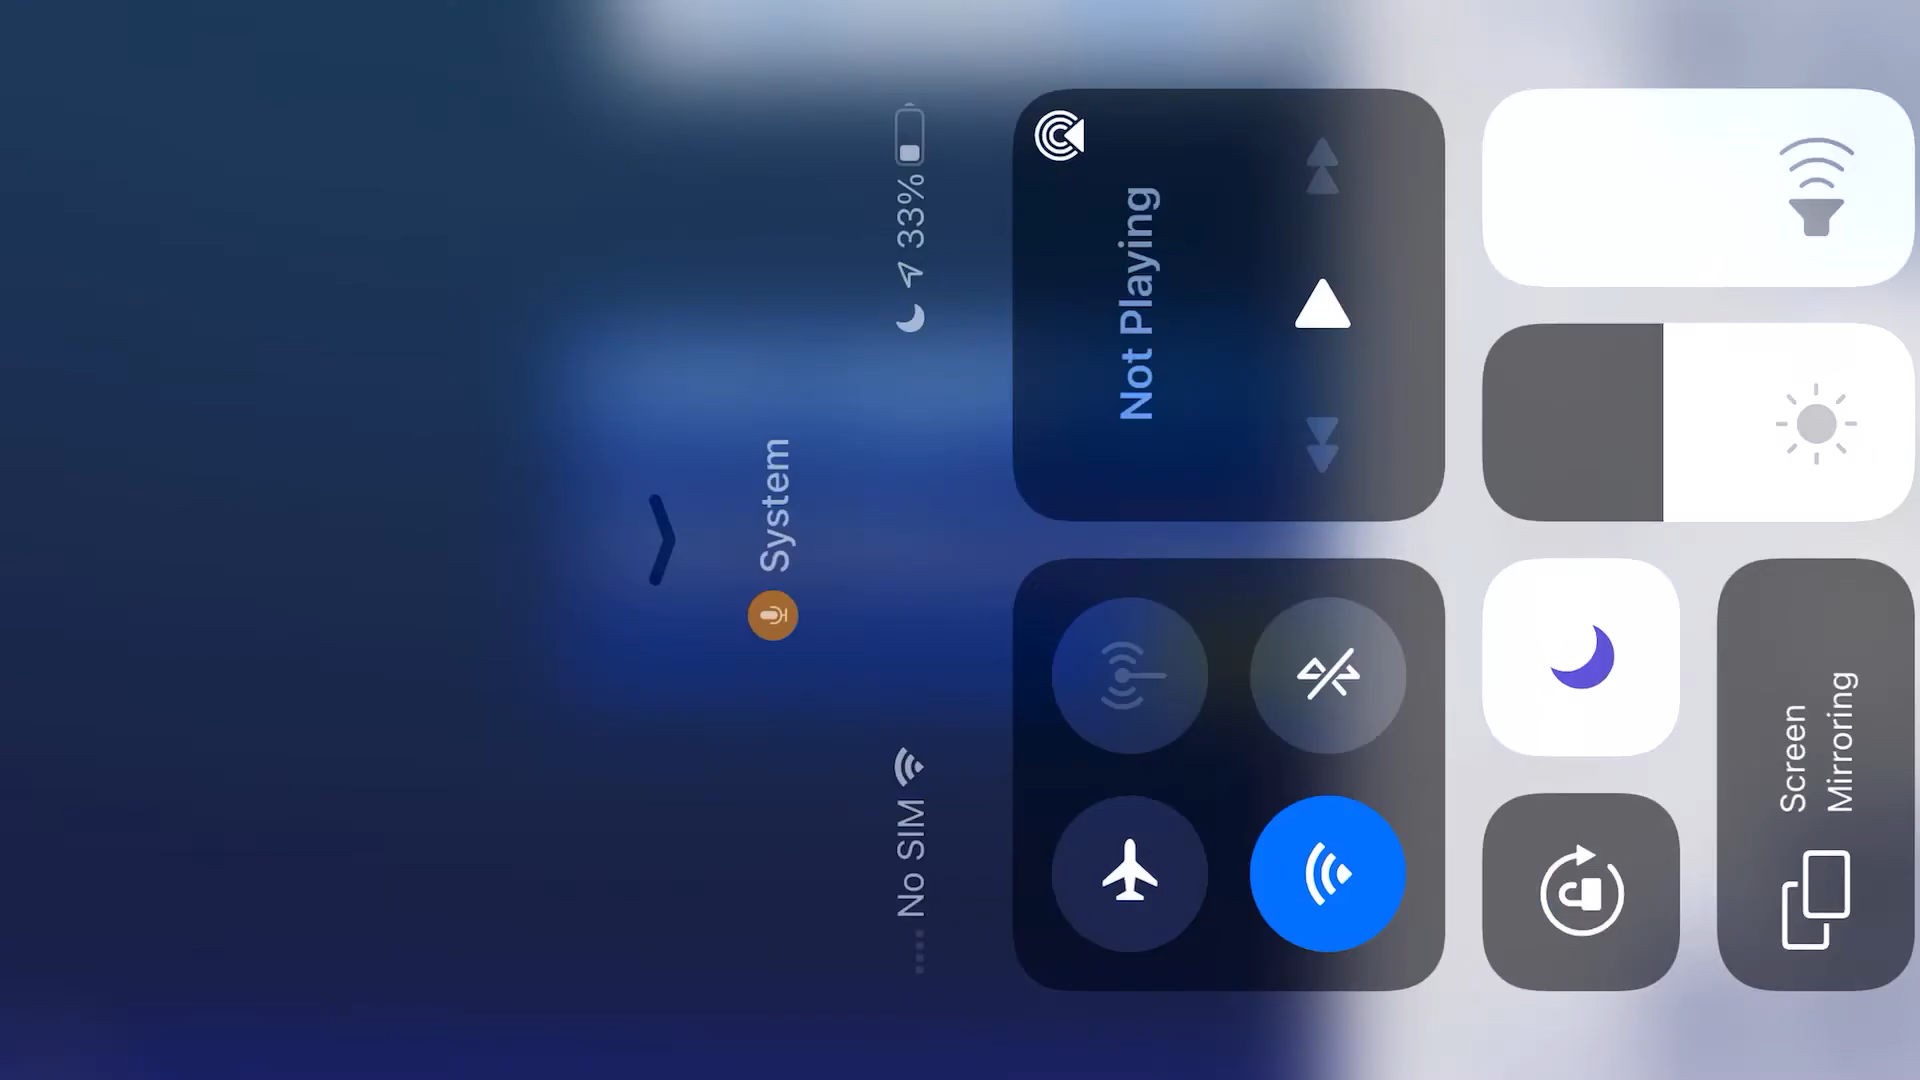 System
No SIM
33%
Not Playing
Screen
Mirroring